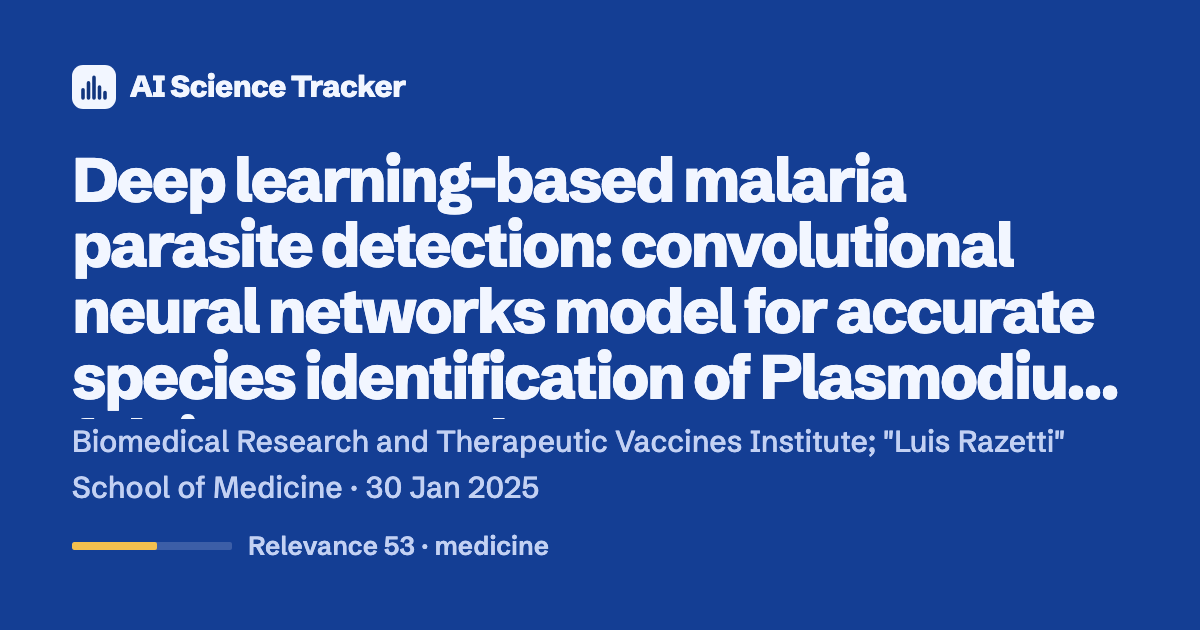 AI Science Tracker
Deep learning-based malaria
parasite detection: convolutional
neural networks model for accurate
species identification of Plasmodiu...
Biomedical Research and Therapeutic Vaccines Institute; "Luis Razetti"
School of Medicine · 30 Jan 2025
Relevance 53 · medicine